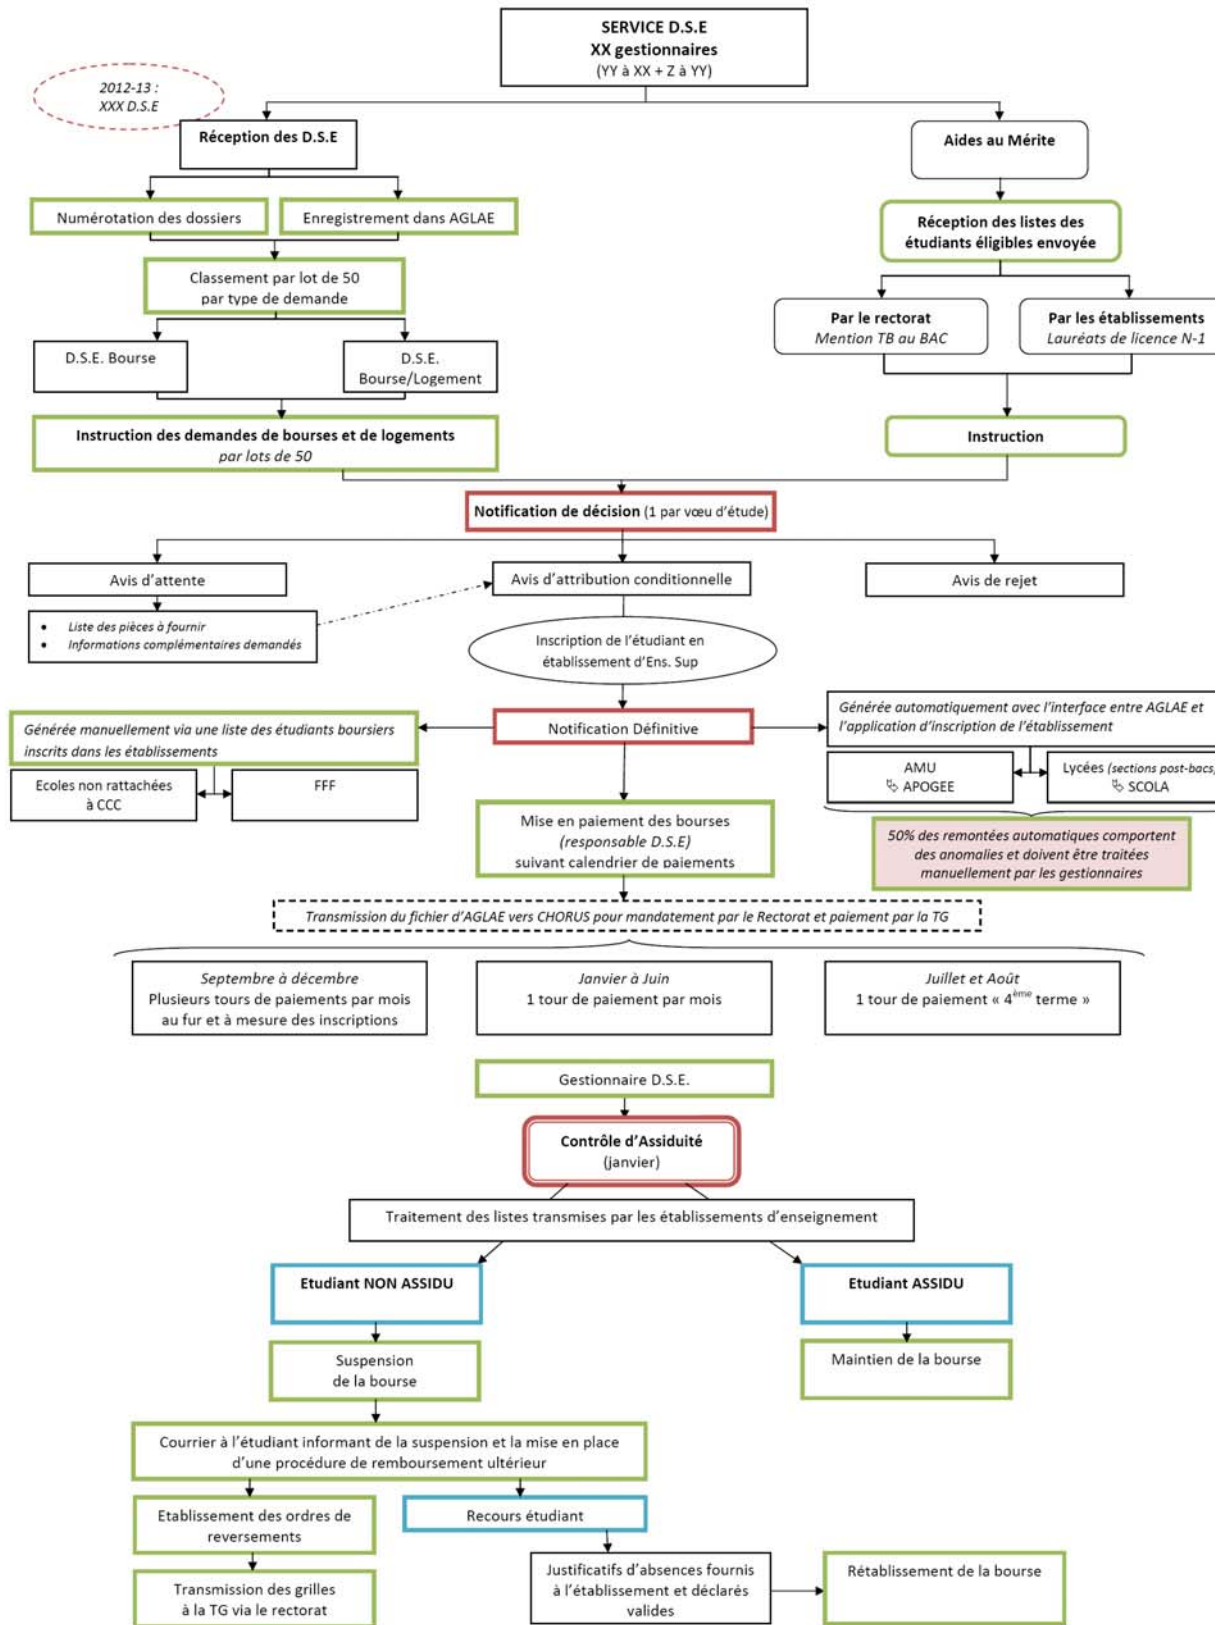 SERVICE D.S.E
XX gestionnaires
(YY à XX + Z à YY)
2012-13 :
XXX D.S.E
Réception des D.S.E
Aides au Mérite
Numérotation des dossiers
Enregistrement dans AGLAE
Réception des listes des
étudiants éligibles envoyée
Classement par lot de 50
par type de demande
Par le rectorat
Mention TB au BAC
Par les établissements
Lauréats de licence N-1
D.S.E. Bourse
D.S.E.
Bourse/Logement
Instruction des demandes de bourses et de logements
par lots de 50
Instruction
Notification de décision (1 par vœu d'étude)
Avis d'attente
Avis d'attribution conditionnelle
Avis de rejet
• Liste des pièces à fournir
• Informations complémentaires demandés
Inscription de l'étudiant en
établissement d'Ens. Sup
Générée manuellement via une liste des étudiants boursiers
inscrits dans les établissements
Notification Définitive
Générée automatiquement avec l'interface entre AGLAE et
l'application d'inscription de l'établissement
Ecoles non rattachées
à CCC
FFF
AMU
↳ APOGEE
Lycées (sections post-bacs)
↳ SCOLA
Mise en paiement des bourses
(responsable D.S.E)
suivant calendrier de paiements
50% des remontées automatiques comportent
des anomalies et doivent être traitées
manuellement par les gestionnaires
Transmission du fichier d'AGLAE vers CHORUS pour mandatement par le Rectorat et paiement par la TG
Septembre à décembre
Plusieurs tours de paiements par mois
au fur et à mesure des inscriptions
Janvier à Juin
1 tour de paiement par mois
Juillet et Août
1 tour de paiement « 4ème terme »
Gestionnaire D.S.E.
Contrôle d'Assiduité
(janvier)
Traitement des listes transmises par les établissements d'enseignement
Etudiant NON ASSIDU
Etudiant ASSIDU
Suspension
de la bourse
Maintien de la bourse
Courrier à l'étudiant informant de la suspension et la mise en place
d'une procédure de remboursement ultérieur
Etablissement des ordres de
reversements
Recours étudiant
Transmission des grilles
à la TG via le rectorat
Justificatifs d'absences fournis
à l'établissement et déclarés
valides
Rétablissement de la bourse